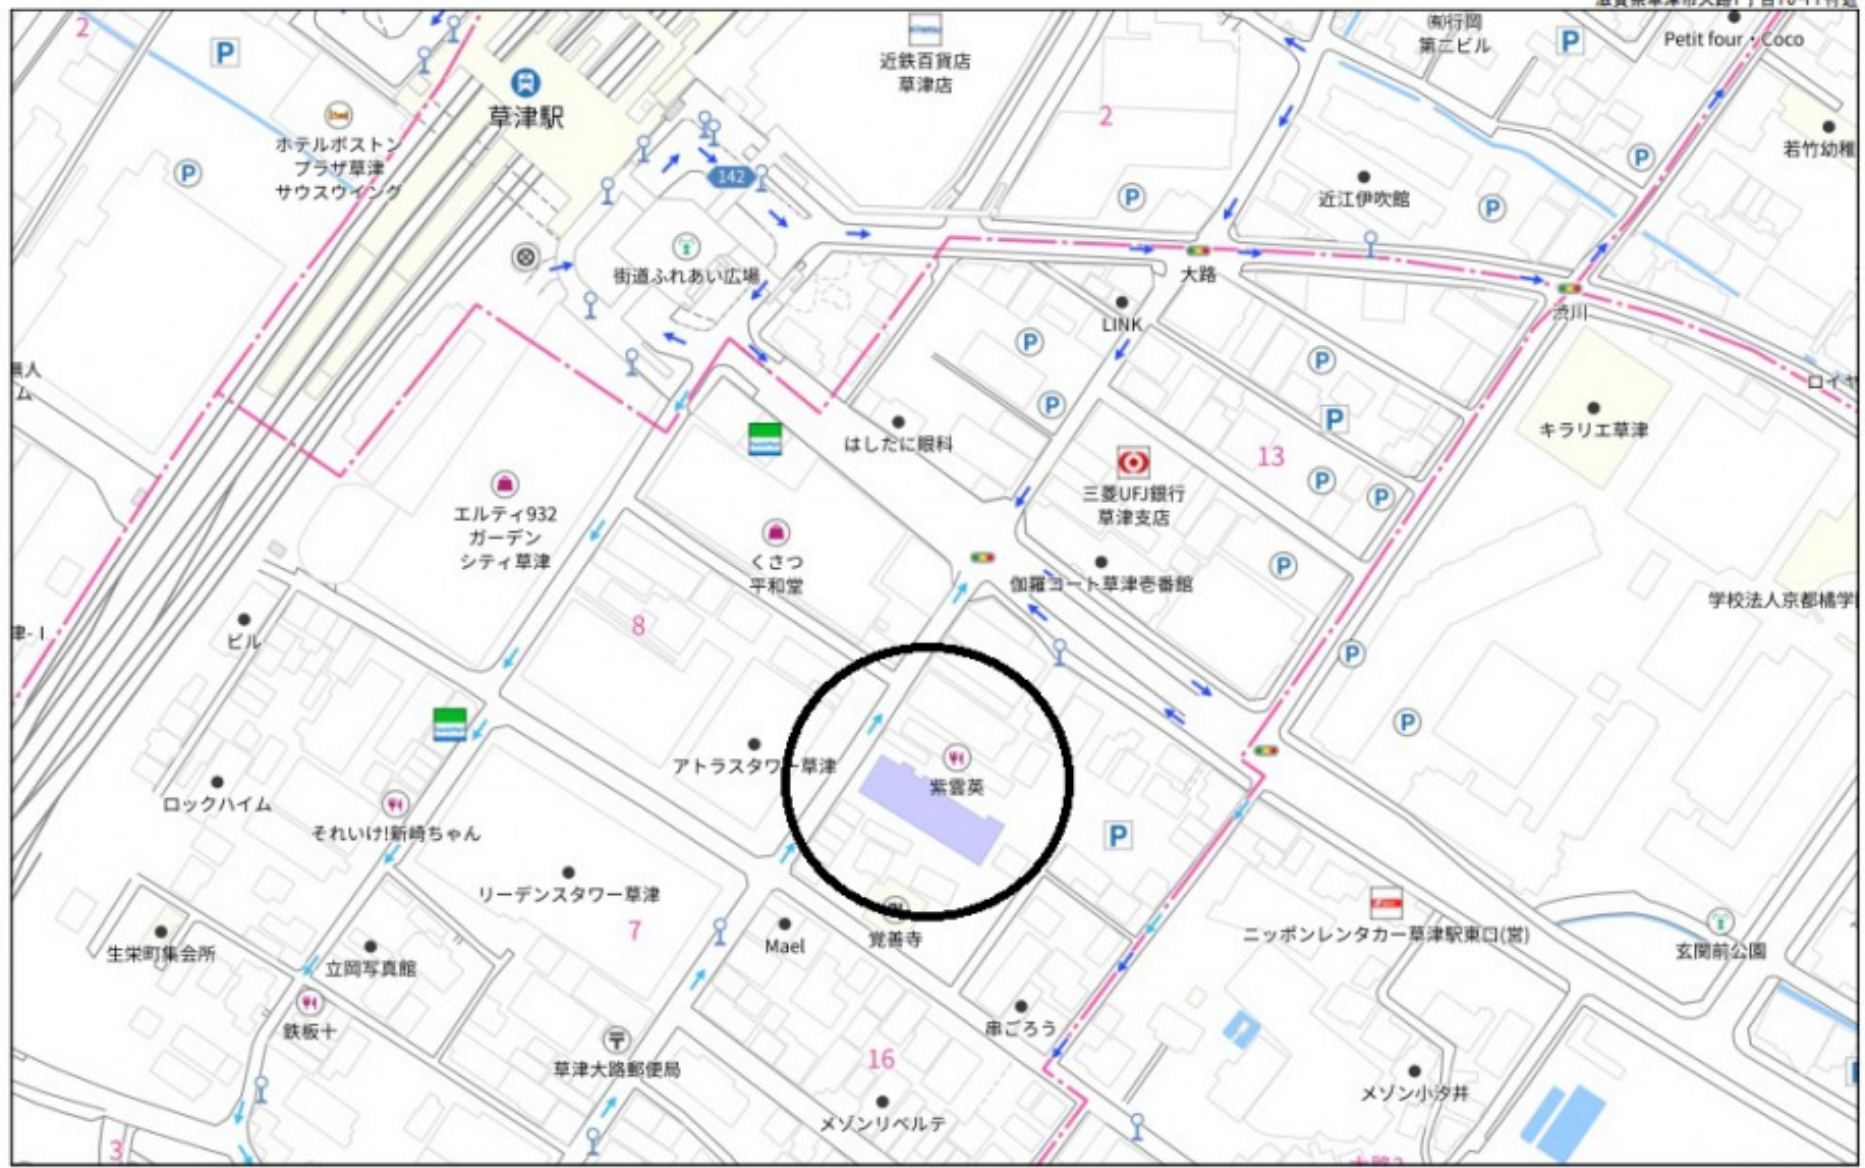 2
P
草津駅
近鉄百貨店
草津店
㈲行岡
第二ビル
P
Petit four・Coco
ホテルボストン
プラザ草津
サウスウイング
P
142
2
P
近江伊吹館
P
P
若竹幼稚
街道ふれあい広場
大路
渋川
LINK
P
P
P
P
ロイヤ
キラリエ草津
はしたに眼科
13
三菱UFJ銀行
草津支店
P
P
エルティ932
ガーデン
シティ草津
くさつ
平和堂
P
伽羅コート草津壱番館
学校法人京都橘学
8
ビル
P
P
アトラスタワー草津
紫雲英
ロックハイム
それいけ!新崎ちゃん
P
リーデンスタワー草津
7
Mael
覚善寺
ニッポンレンタカー草津駅東口(営)
玄関前公園
生栄町集会所
立岡写真館
鉄板十
串ごろう
草津大路郵便局
16
メゾン小汐井
メゾンリベルテ
3